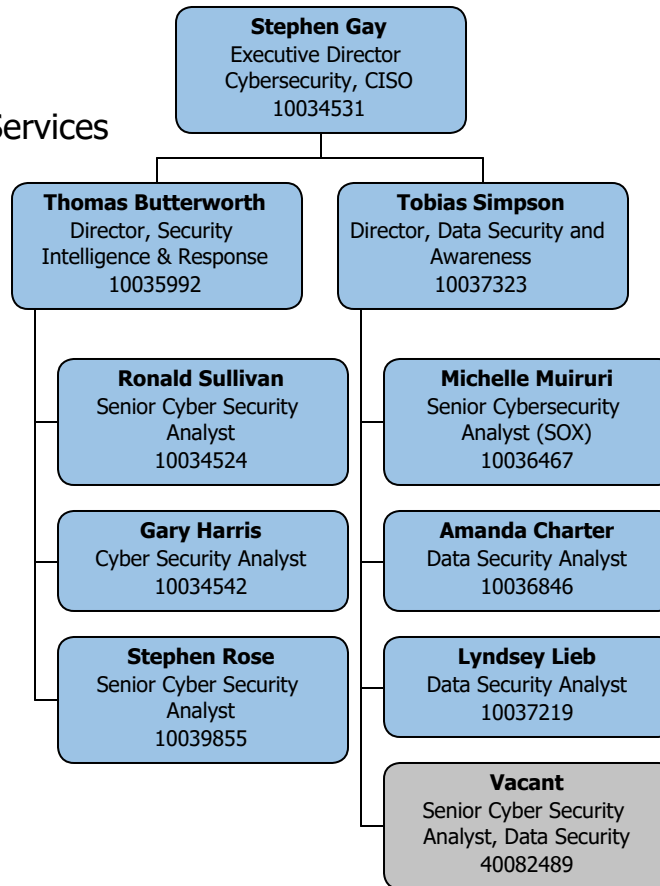 Stephen Gay
Executive Director
Cybersecurity, CISO
10034531
Services
Thomas Butterworth
Director, Security
Intelligence & Response
10035992
Tobias Simpson
Director, Data Security and
Awareness
10037323
Ronald Sullivan
Senior Cyber Security
Analyst
10034524
Gary Harris
Cyber Security Analyst
10034542
Stephen Rose
Senior Cyber Security
Analyst
10039855
Michelle Muiruri
Senior Cybersecurity
Analyst (SOX)
10036467
Amanda Charter
Data Security Analyst
10036846
Lyndsey Lieb
Data Security Analyst
10037219
Vacant
Senior Cyber Security
Analyst, Data Security
40082489